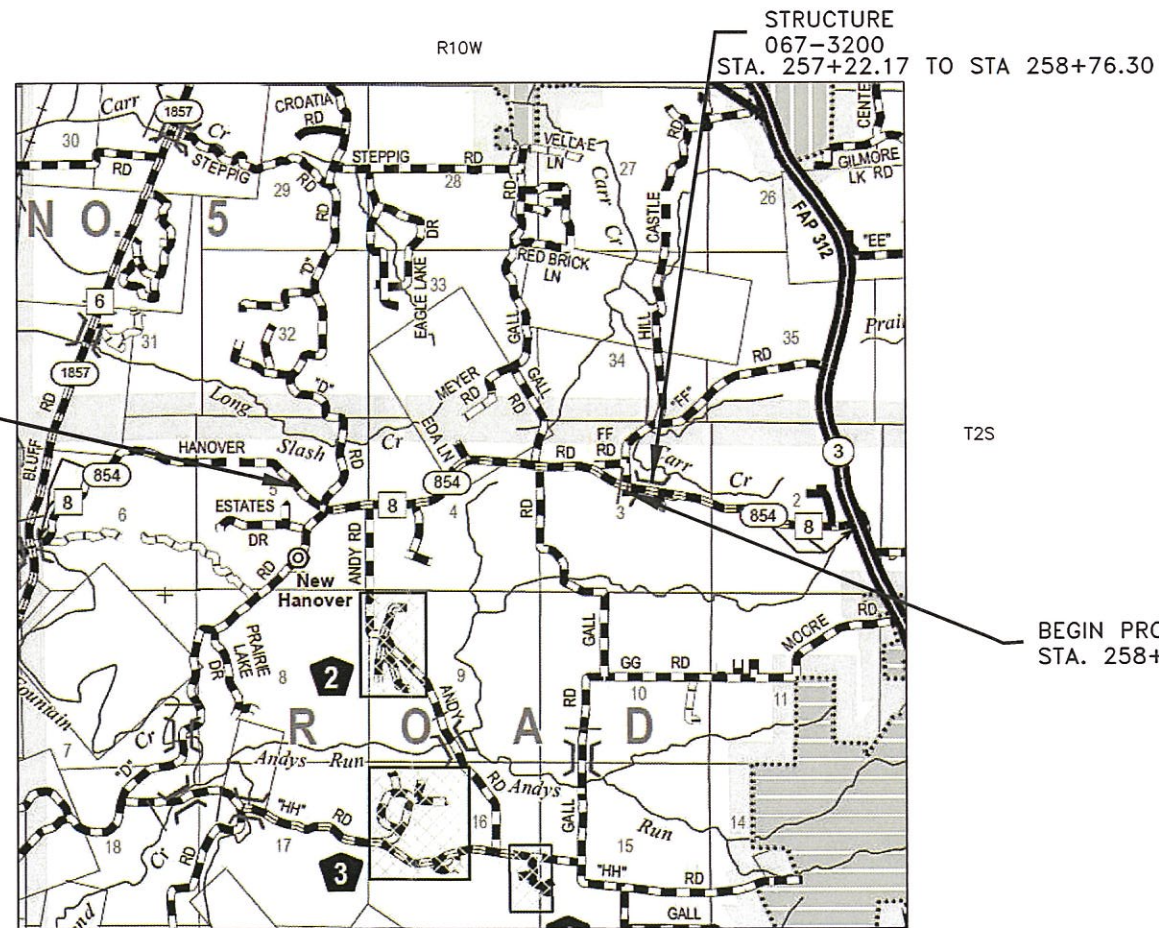 STRUCTURE
067-3200
STA. 257+22.17 TO STA 258+76.30
R10W
T2S
BEGIN PRO
STA. 258+
Carr
Cr
1857
CROATIA
RD
30
RD
STEPPIG
RD
29
STEPPIG
RD
28
VELLAE
LN
Carr
Cr
27
RD
CASTLE
HILL
26
CENTE
GILMORE
LK RD
FAP 312
"EE"
NO. 5
RD
"D"
DR
EAGLE LAKE
33
RD
RED BRICK
LN
GALL
6
31
32
1857
"D"
34
35
RD
Prai
MEYER
RD
GALL
RD
"FF"
Long
Slash
Cr
EDA LN
RD
BLUFF
854
HANOVER
5
RD
854
RD
FF
RD
Carr
Cr
3
8
6
ESTATES
DR
8
4
RD
3
854
8
2
RD
New
Hanover
ANDY RD
PRAIRIE
LAKE
DR
8
2
9
GALL
GG
RD
10
MOCRE
RD
11
ountain
Cr
7
R O A D
ANDY
RD
RD
"D"
Andys
Run
Andys
Run
GALL
14
18
Cr
RD
17
"HH"
RD
3
16
15
"HH"
RD
GALL